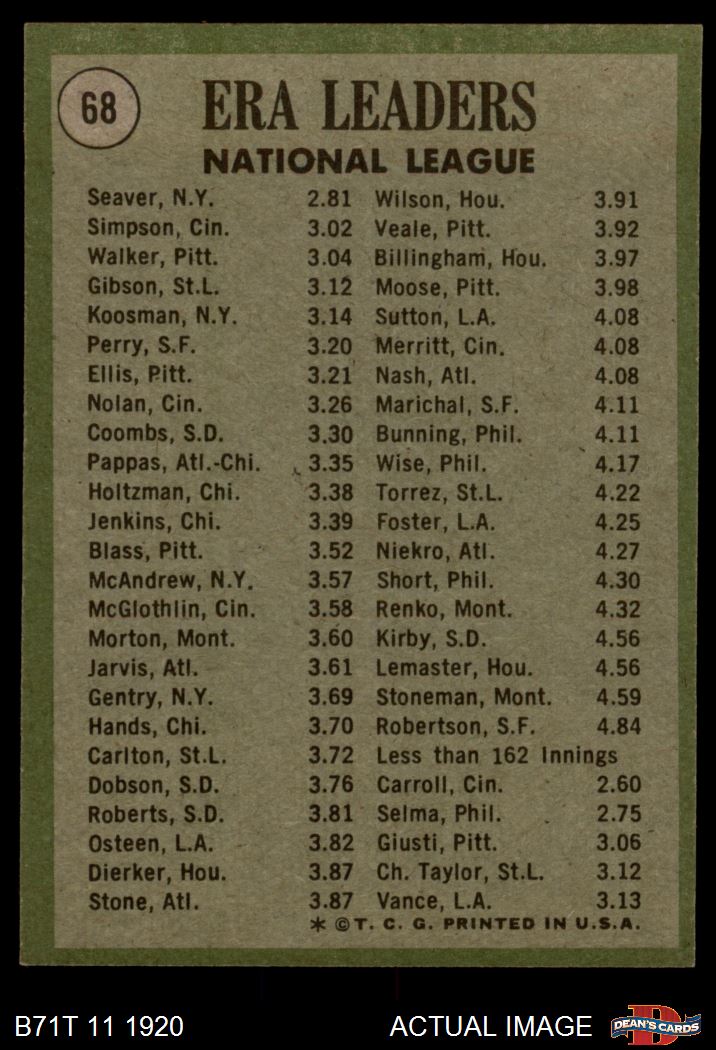 68
ERA LEADERS
NATIONAL LEAGUE
Seaver, N.Y. 2.81
Simpson, Cin. 3.02
Walker, Pitt. 3.04
Gibson, St.L. 3.12
Koosman, N.Y. 3.14
Perry, S.F. 3.20
Ellis, Pitt. 3.21
Nolan, Cin. 3.26
Coombs, S.D. 3.30
Pappas, Atl.-Chi. 3.35
Holtzman, Chi. 3.38
Jenkins, Chi. 3.39
Blass, Pitt. 3.52
McAndrew, N.Y. 3.57
McGlothlin, Cin. 3.58
Morton, Mont. 3.60
Jarvis, Atl. 3.61
Gentry, N.Y. 3.69
Hands, Chi. 3.70
Carlton, St.L. 3.72
Dobson, S.D. 3.76
Roberts, S.D. 3.81
Osteen, L.A. 3.82
Dierker, Hou. 3.87
Stone, Atl. 3.87
Wilson, Hou. 3.91
Veale, Pitt. 3.92
Billingham, Hou. 3.97
Moose, Pitt. 3.98
Sutton, L.A. 4.08
Merritt, Cin. 4.08
Nash, Atl. 4.08
Marichal, S.F. 4.11
Bunning, Phil. 4.11
Wise, Phil. 4.17
Torrez, St.L. 4.22
Foster, L.A. 4.25
Niekro, Atl. 4.27
Short, Phil. 4.30
Renko, Mont. 4.32
Kirby, S.D. 4.56
Lemaster, Hou. 4.56
Stoneman, Mont. 4.59
Robertson, S.F. 4.84
Less than 162 Innings
Carroll, Cin. 2.60
Selma, Phil. 2.75
Giusti, Pitt. 3.06
Ch. Taylor, St.L. 3.12
Vance, L.A. 3.13
* © T. C. G. PRINTED IN U.S.A.
B71T 11 1920
ACTUAL IMAGE
D
DEAN'S CARDS